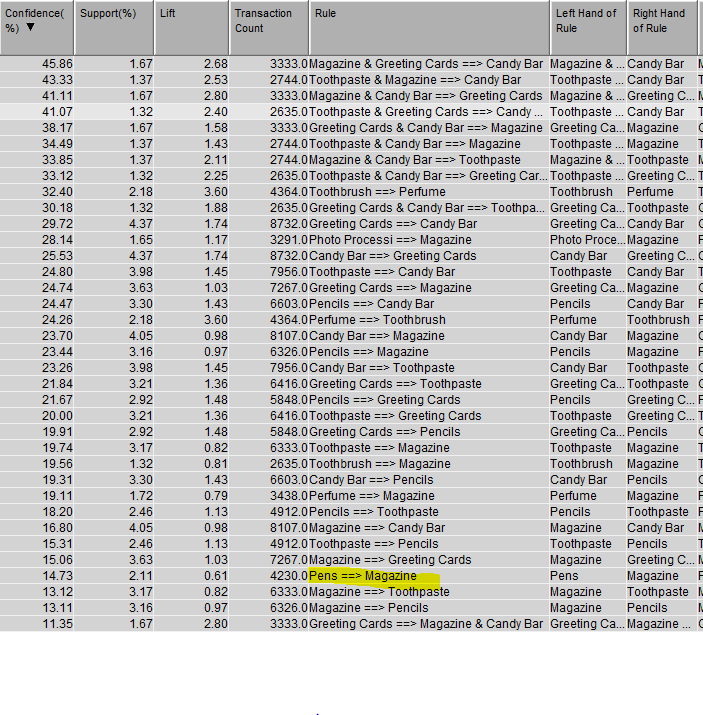 Confidence( %) ▼ Support(%) Lift Transaction Count Rule Left Hand of Rule Right Hand of Rule
45.86 1.67 2.68 3333.0 Magazine & Greeting Cards ==> Candy Bar Magazine & ... Candy Bar
43.33 1.37 2.53 2744.0 Toothpaste & Magazine ==> Candy Bar Toothpaste ... Candy Bar
41.11 1.67 2.80 3333.0 Magazine & Candy Bar ==> Greeting Cards Magazine & ... Greeting C...
41.07 1.32 2.40 2635.0 Toothpaste & Greeting Cards ==> Candy ... Toothpaste ... Candy Bar
38.17 1.67 1.58 3333.0 Greeting Cards & Candy Bar ==> Magazine Greeting Ca... Magazine
34.49 1.37 1.43 2744.0 Toothpaste & Candy Bar ==> Magazine Toothpaste ... Magazine
33.85 1.37 2.11 2744.0 Magazine & Candy Bar ==> Toothpaste Magazine & ... Toothpaste
33.12 1.32 2.25 2635.0 Toothpaste & Candy Bar ==> Greeting Car... Toothpaste ... Greeting C...
32.40 2.18 3.60 4364.0 Toothbrush ==> Perfume Toothbrush Perfume
30.18 1.32 1.88 2635.0 Greeting Cards & Candy Bar ==> Toothpa... Greeting Ca... Toothpaste
29.72 4.37 1.74 8732.0 Greeting Cards ==> Candy Bar Greeting Ca... Candy Bar
28.14 1.65 1.17 3291.0 Photo Processi ==> Magazine Photo Proce... Magazine
25.53 4.37 1.74 8732.0 Candy Bar ==> Greeting Cards Candy Bar Greeting C...
24.80 3.98 1.45 7956.0 Toothpaste ==> Candy Bar Toothpaste Candy Bar
24.74 3.63 1.03 7267.0 Greeting Cards ==> Magazine Greeting Ca... Magazine
24.47 3.30 1.43 6603.0 Pencils ==> Candy Bar Pencils Candy Bar
24.26 2.18 3.60 4364.0 Perfume ==> Toothbrush Perfume Toothbrush
23.70 4.05 0.98 8107.0 Candy Bar ==> Magazine Candy Bar Magazine
23.44 3.16 0.97 6326.0 Pencils ==> Magazine Pencils Magazine
23.26 3.98 1.45 7956.0 Candy Bar ==> Toothpaste Candy Bar Toothpaste
21.84 3.21 1.36 6416.0 Greeting Cards ==> Toothpaste Greeting Ca... Toothpaste
21.67 2.92 1.48 5848.0 Pencils ==> Greeting Cards Pencils Greeting C...
20.00 3.21 1.36 6416.0 Toothpaste ==> Greeting Cards Toothpaste Greeting C...
19.91 2.92 1.48 5848.0 Greeting Cards ==> Pencils Greeting Ca... Pencils
19.74 3.17 0.82 6333.0 Toothpaste ==> Magazine Toothpaste Magazine
19.56 1.32 0.81 2635.0 Toothbrush ==> Magazine Toothbrush Magazine
19.31 3.30 1.43 6603.0 Candy Bar ==> Pencils Candy Bar Pencils
19.11 1.72 0.79 3438.0 Perfume ==> Magazine Perfume Magazine
18.20 2.46 1.13 4912.0 Pencils ==> Toothpaste Pencils Toothpaste
16.80 4.05 0.98 8107.0 Magazine ==> Candy Bar Magazine Candy Bar
15.31 2.46 1.13 4912.0 Toothpaste ==> Pencils Toothpaste Pencils
15.06 3.63 1.03 7267.0 Magazine ==> Greeting Cards Magazine Greeting C...
14.73 2.11 0.61 4230.0 Pens ==> Magazine Pens Magazine
13.12 3.17 0.82 6333.0 Magazine ==> Toothpaste Magazine Toothpaste
13.11 3.16 0.97 6326.0 Magazine ==> Pencils Magazine Pencils
11.35 1.67 2.80 3333.0 Greeting Cards ==> Magazine & Candy Bar Greeting Ca... Magazine ...